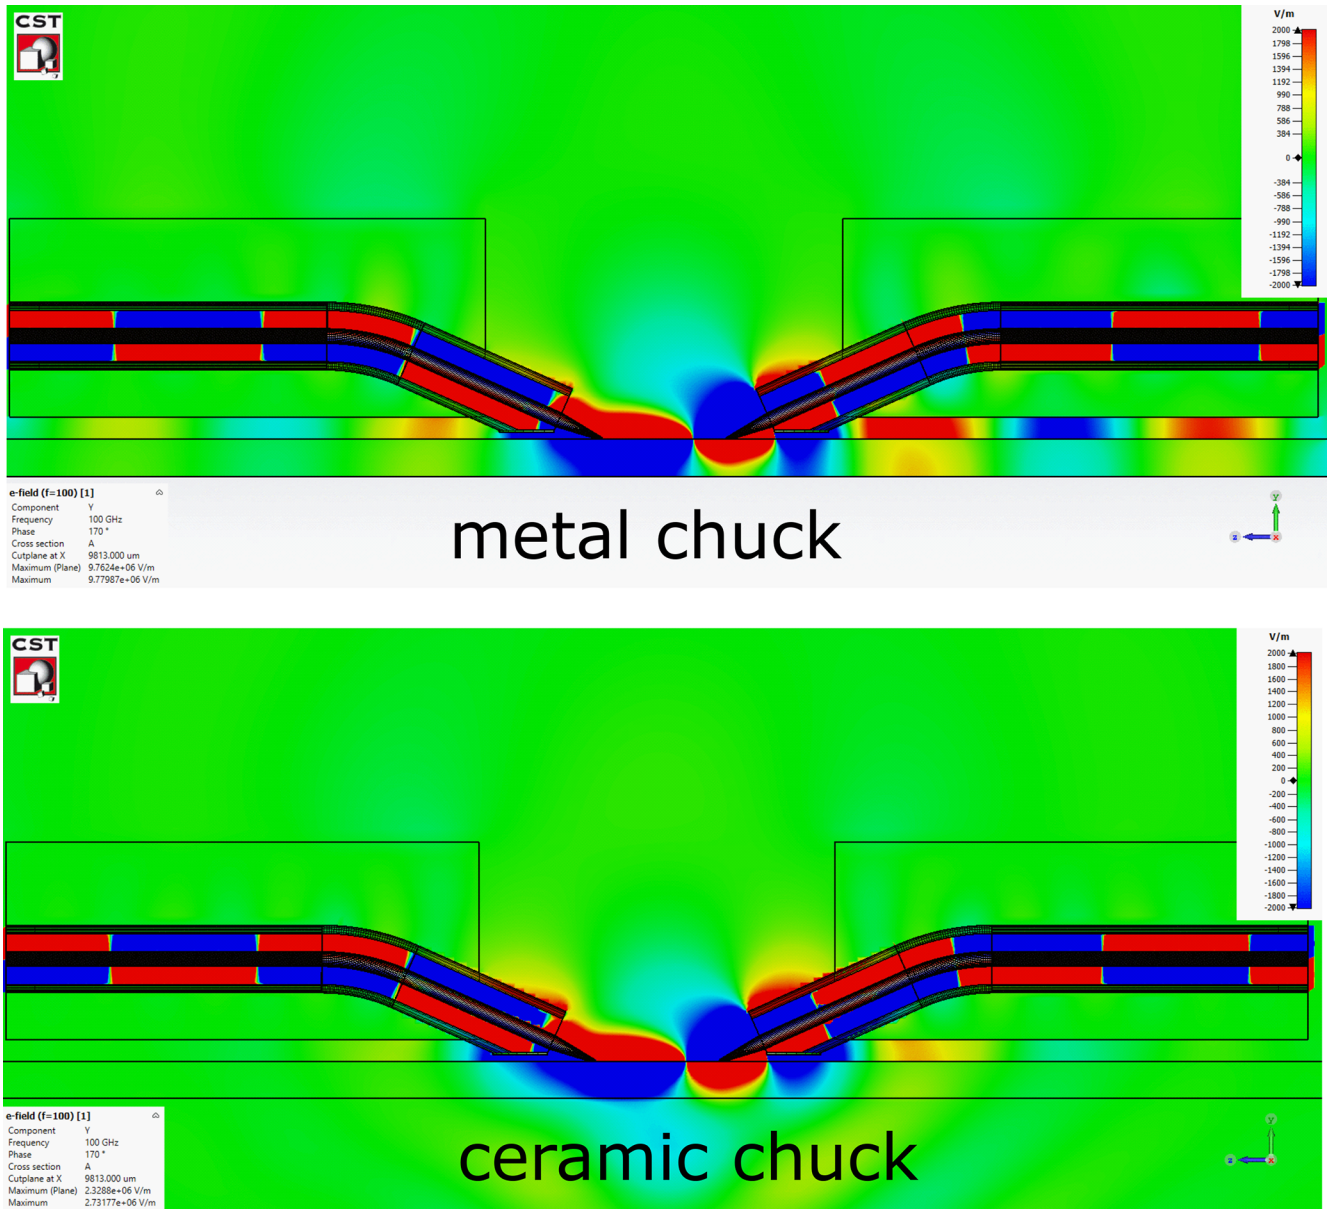 CST
V/m
2000
1798
1596
1394
1192
990
788
586
384
0
-384
-586
-788
-990
-1192
-1394
-1596
-1798
-2000
e-field (f=100) [1]
Component Y
Frequency 100 GHz
Phase 170 °
Cross section A
Cutplane at X 9813.000 um
Maximum (Plane) 9.7624e+06 V/m
Maximum 9.77987e+06 V/m
metal chuck
y
z x
CST
V/m
2000
1800
1600
1400
1200
1000
800
600
400
200
0
-200
-400
-600
-800
-1000
-1200
-1400
-1600
-1800
-2000
e-field (f=100) [1]
Component Y
Frequency 100 GHz
Phase 170 °
Cross section A
Cutplane at X 9813.000 um
Maximum (Plane) 2.3288e+06 V/m
Maximum 2.73177e+06 V/m
ceramic chuck
y
z x